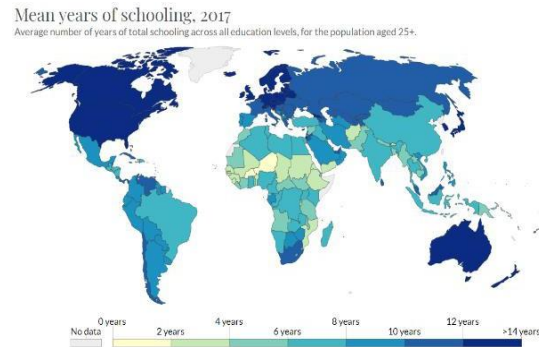 Mean years of schooling, 2017
Average number of years of total schooling across all education levels, for the population aged 25+.
0 years 4 years 8 years 12 years
No data 2 years 6 years 10 years >14 years